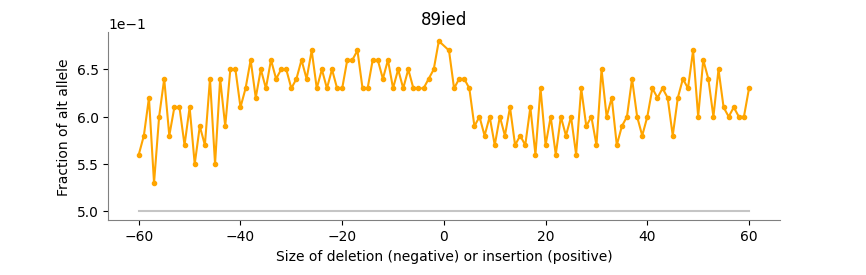 89ied
1e−1
Fraction of alt allele
6.5
6.0
5.5
5.0
−60 −40 −20 0 20 40 60
Size of deletion (negative) or insertion (positive)